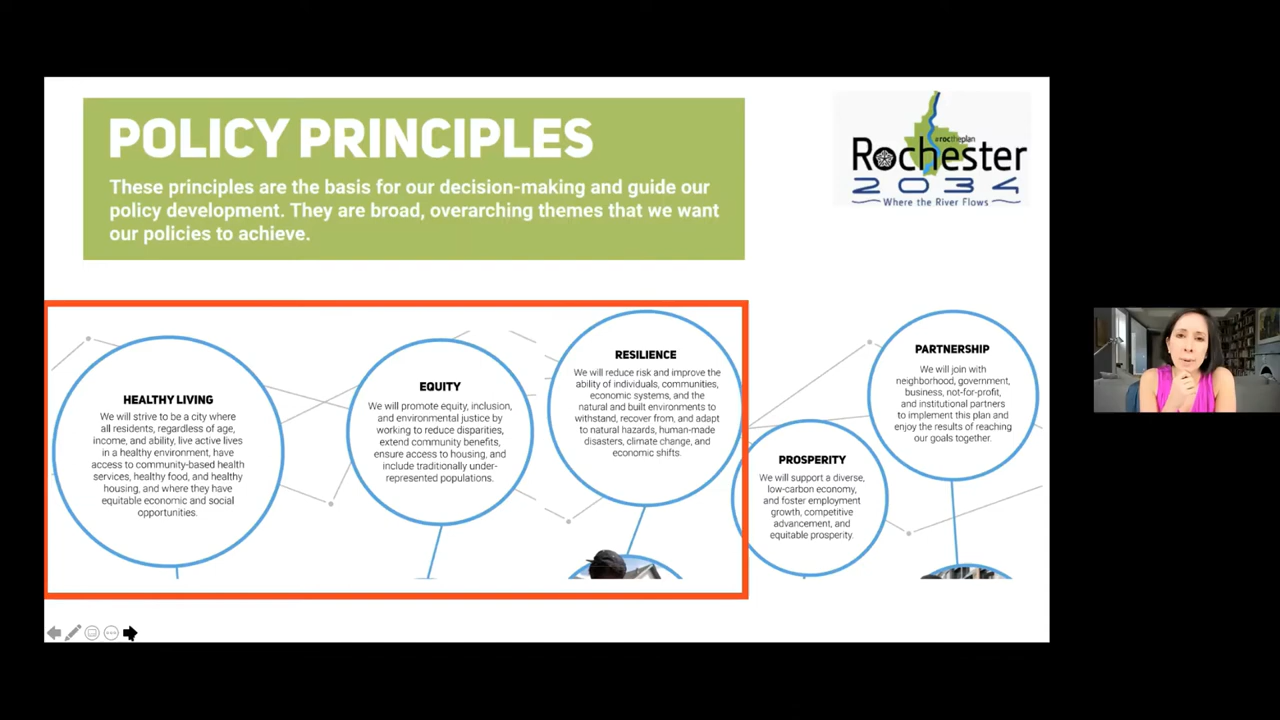 POLICY PRINCIPLES
These principles are the basis for our decision-making and guide our
policy development. They are broad, overarching themes that we want
our policies to achieve.
a roctheplan
Rochester
2034
Where the River Flows
HEALTHY LIVING
We will strive to be a city where
all residents, regardless of age,
income, and ability, live active lives
in a healthy environment, have
access to community-based health
services, healthy food, and healthy
housing, and where they have
equitable economic and social
opportunities.
EQUITY
We will promote equity, inclusion,
and environmental justice by
working to reduce disparities,
extend community benefits,
ensure access to housing, and
include traditionally under-
represented populations.
RESILIENCE
We will reduce risk and improve the
ability of individuals, communities,
economic systems, and the
natural and built environments to
withstand, recover from, and adapt
to natural hazards, human-made
disasters, climate change, and
economic shifts.
PROSPERITY
We will support a diverse,
low-carbon economy,
and foster employment
growth, competitive
advancement, and
equitable prosperity.
PARTNERSHIP
We will join with
neighborhood, government,
business, not-for-profit,
and institutional partners
to implement this plan and
enjoy the results of reaching
our goals together.